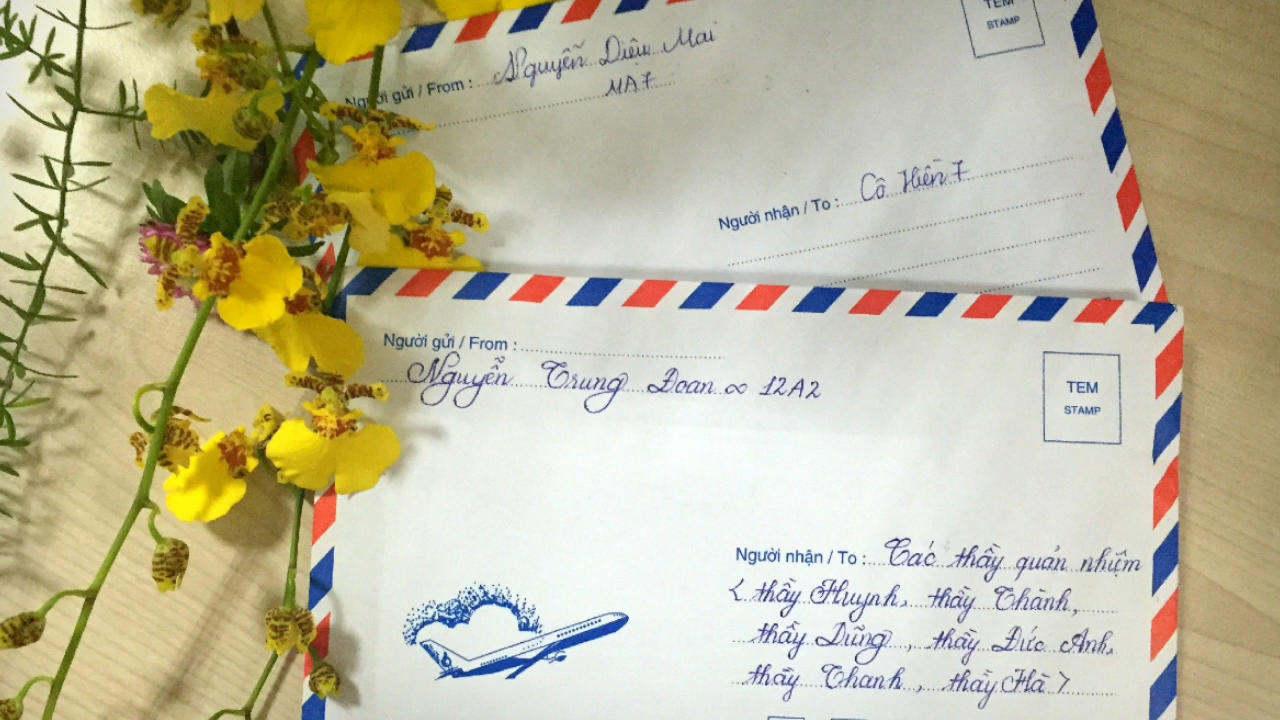 TEM
STAMP
Người gửi / From : Nguyễn Diệu Mai
MA7
Người nhận / To : Cô Hiền 7
Người gửi / From :
Nguyễn Trung Đoan ∞ 12A2
TEM
STAMP
Người nhận / To : Các thầy quản nhiệm
< thầy Huynh, thầy Thành,
thầy Dũng, thầy Đức Anh,
thầy Thanh, thầy Hà >